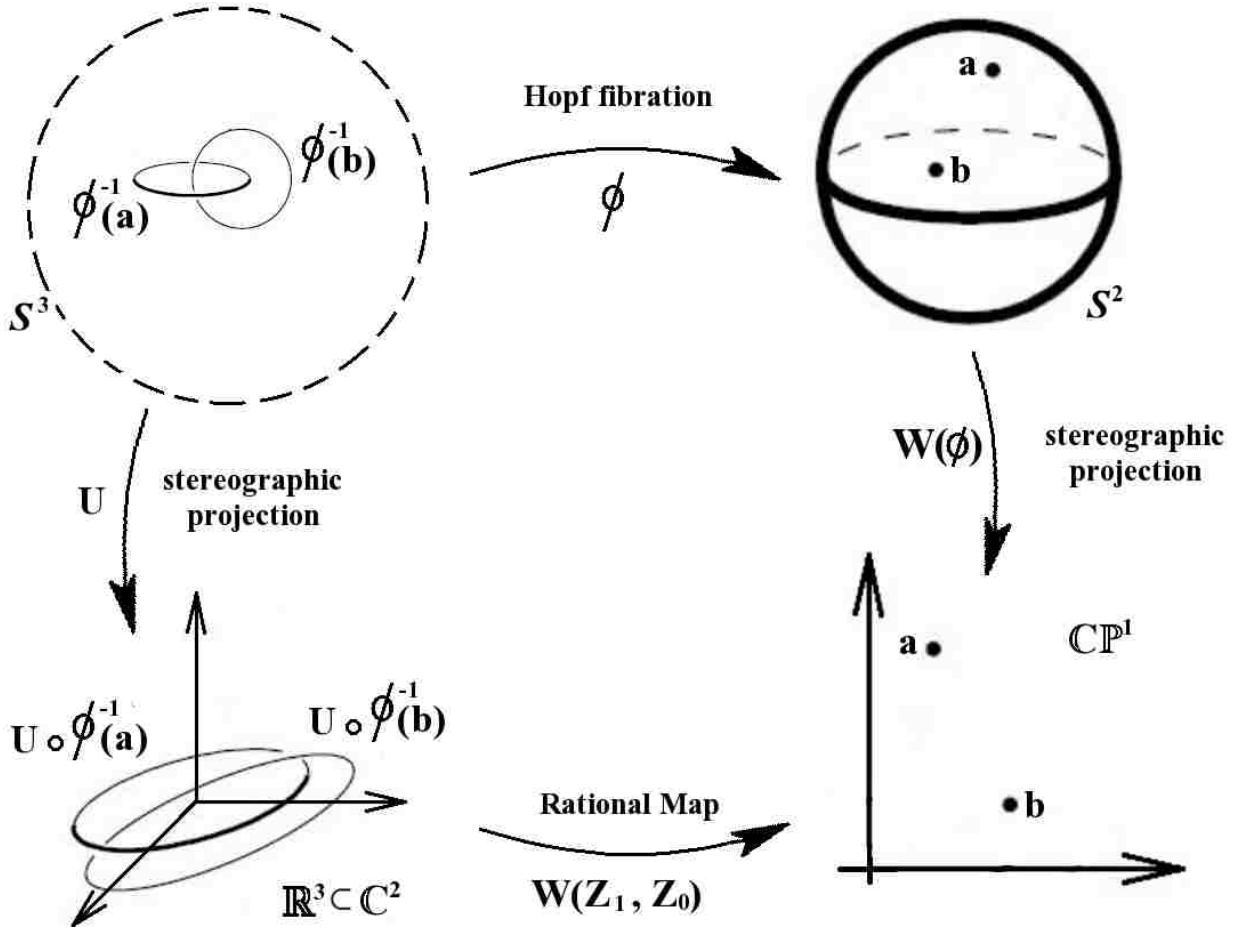 a
Hopf fibration
ϕ⁻¹(b)
b
ϕ⁻¹(a)
ϕ
S³
S²
W(ϕ)
stereographic
projection
U
stereographic
projection
a
ℂℙ¹
U∘ϕ⁻¹(a)
U∘ϕ⁻¹(b)
Rational Map
b
ℝ³⊂ℂ²
W(Z₁, Z₀)